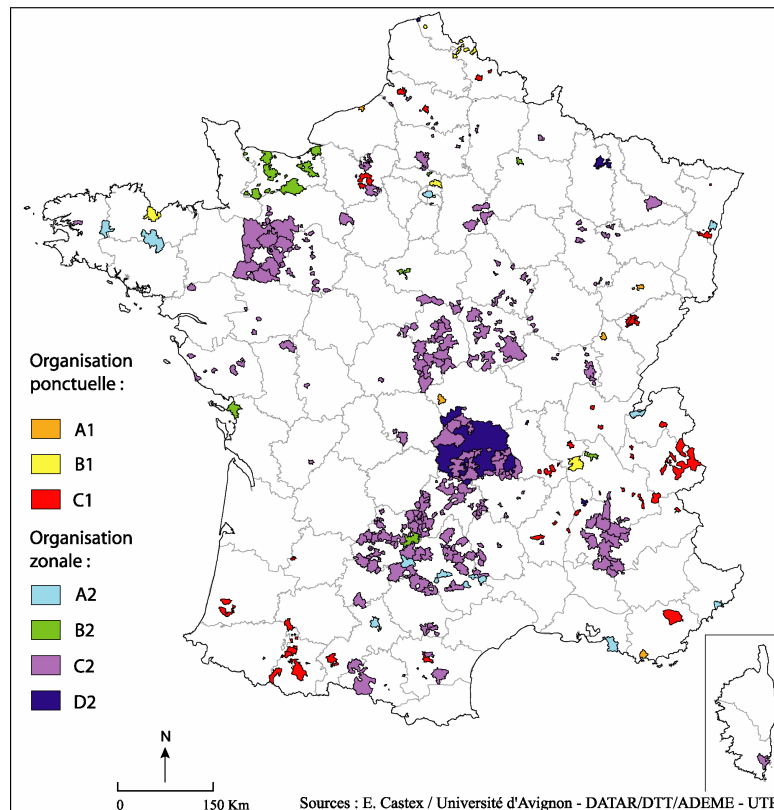 Organisation
ponctuelle :
A1
B1
C1
Organisation
zonale :
A2
B2
C2
D2
N
0 150 Km
Sources : E. Castex / Université d'Avignon - DATAR/DTT/ADEME - UTP